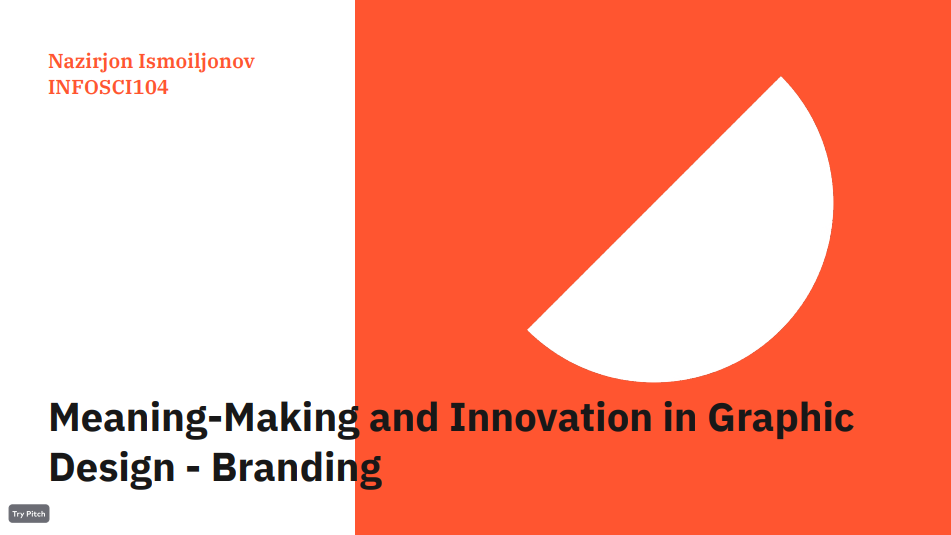 Nazirjon Ismoiljonov
INFOSCI104
Meaning-Making and Innovation in Graphic
Design - Branding
Try Pitch